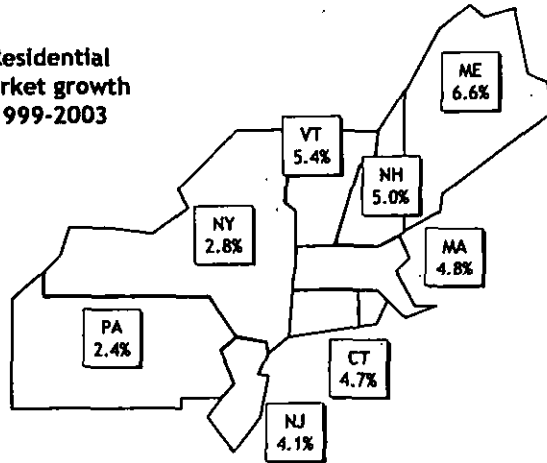 esidential
rket growth
999-2003
ME
6.6%
VT
5.4%
NH
5.0%
NY
2.8%
MA
4.8%
PA
2.4%
CT
4.7%
NJ
4.1%